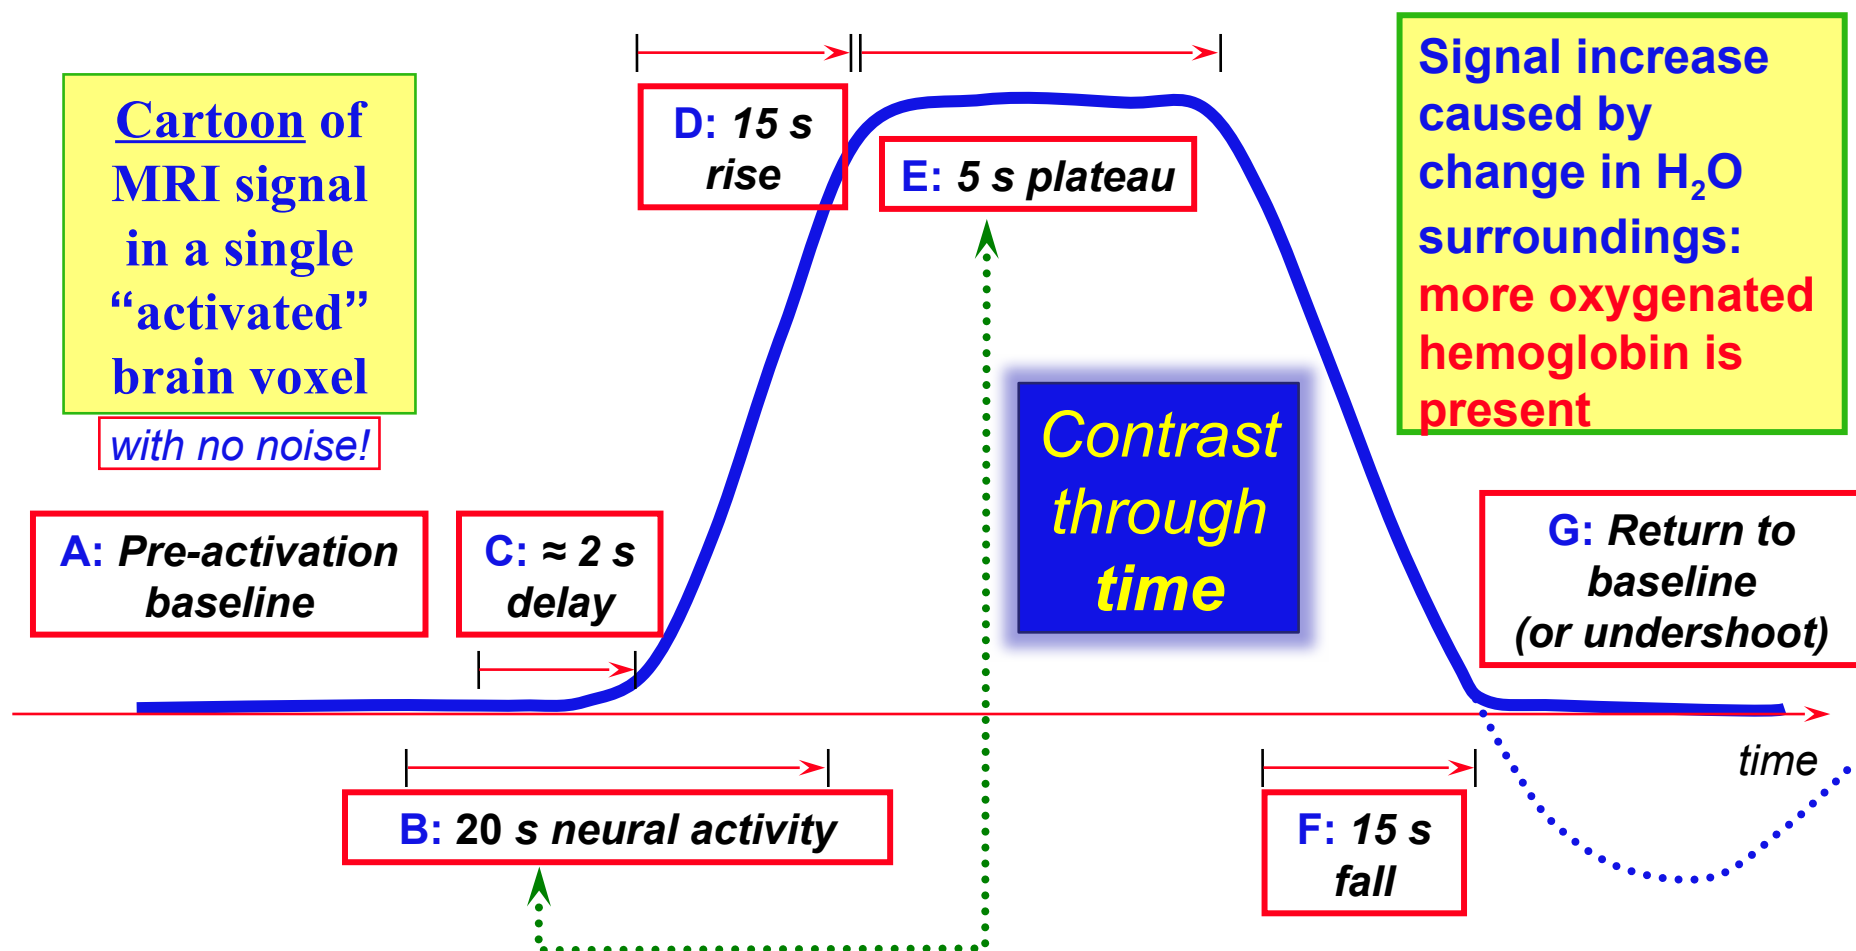 Cartoon of
MRI signal
in a single
“activated”
brain voxel
with no noise!
D: 15 s
rise
E: 5 s plateau
Signal increase
caused by
change in H₂O
surroundings:
more oxygenated
hemoglobin is
present
Contrast
through
time
A: Pre-activation
baseline
C: ≈ 2 s
delay
G: Return to
baseline
(or undershoot)
time
B: 20 s neural activity
F: 15 s
fall